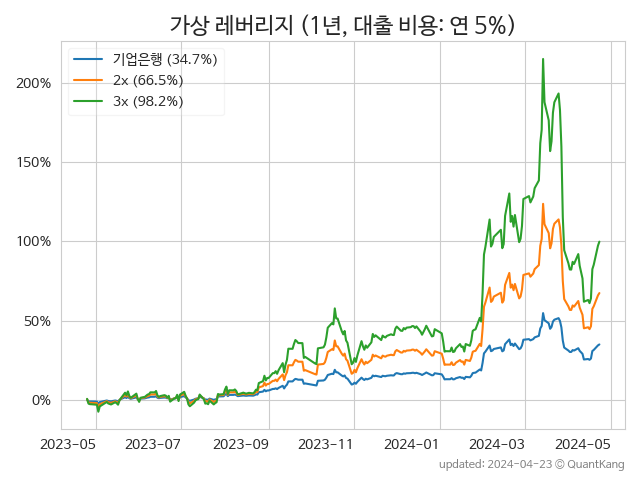 가상 레버리지 (1년, 대출 비용: 연 5%)
기업은행 (34.7%)
2x (66.5%)
3x (98.2%)
200%
150%
100%
50%
0%
2023-05 2023-07 2023-09 2023-11 2024-01 2024-03 2024-05
updated: 2024-04-23 © QuantKang